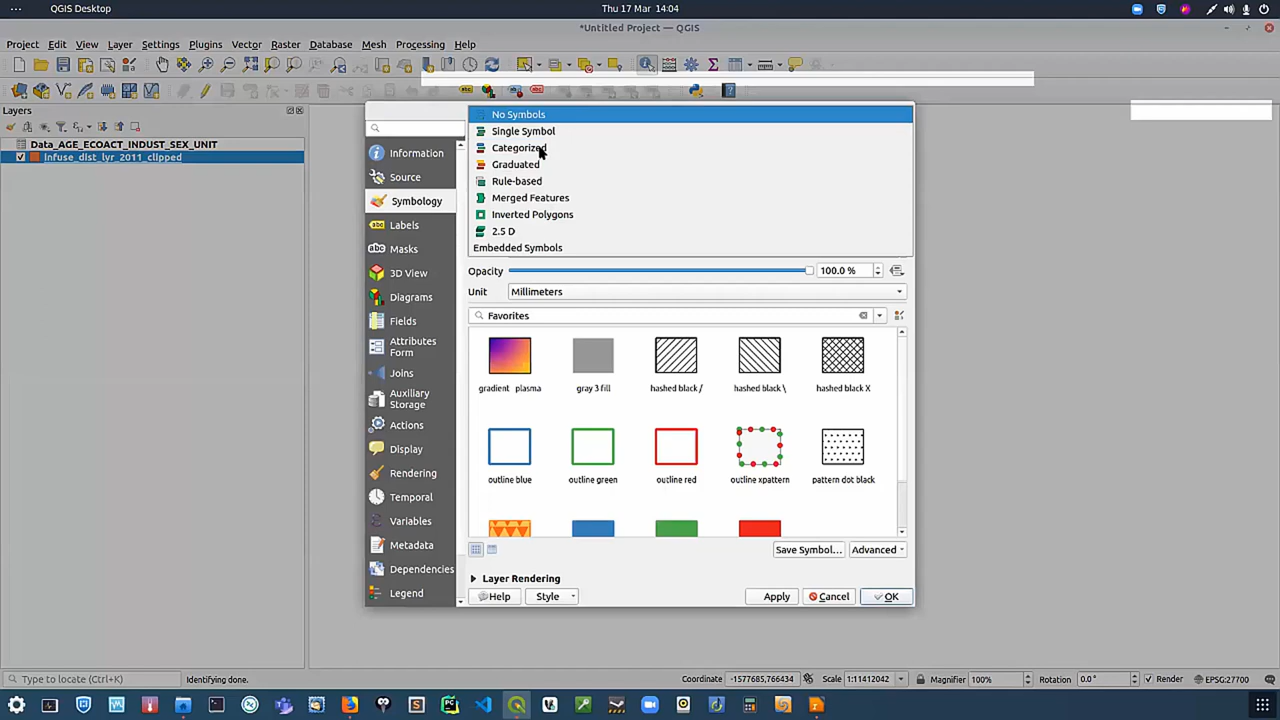 QGIS Desktop
Thu 17 Mar 14:04
*Untitled Project — QGIS
Project Edit View Layer Settings Plugins Vector Raster Database Mesh Processing Help
Layers
Data_AGE_ECOACT_INDUST_SEX_UNIT
infuse_dist_lyr_2011_clipped
Information
Source
Symbology
Labels
Masks
3D View
Diagrams
Fields
Attributes
Form
Joins
Auxiliary
Storage
Actions
Display
Rendering
Temporal
Variables
Metadata
Dependencies
Legend
No Symbols
Single Symbol
Categorized
Graduated
Rule-based
Merged Features
Inverted Polygons
2.5 D
Embedded Symbols
Opacity 100.0 %
Unit Millimeters
Favorites
gradient plasma gray 3 fill hashed black / hashed black \ hashed black X
outline blue outline green outline red outline xpattern pattern dot black
Save Symbol... Advanced
Layer Rendering
Help Style Apply Cancel OK
Type to locate (Ctrl+K) Identifying done. Coordinate -1577685,766434 Scale 1:11412042 Magnifier 100% Rotation 0.0 ° Render EPSG:27700